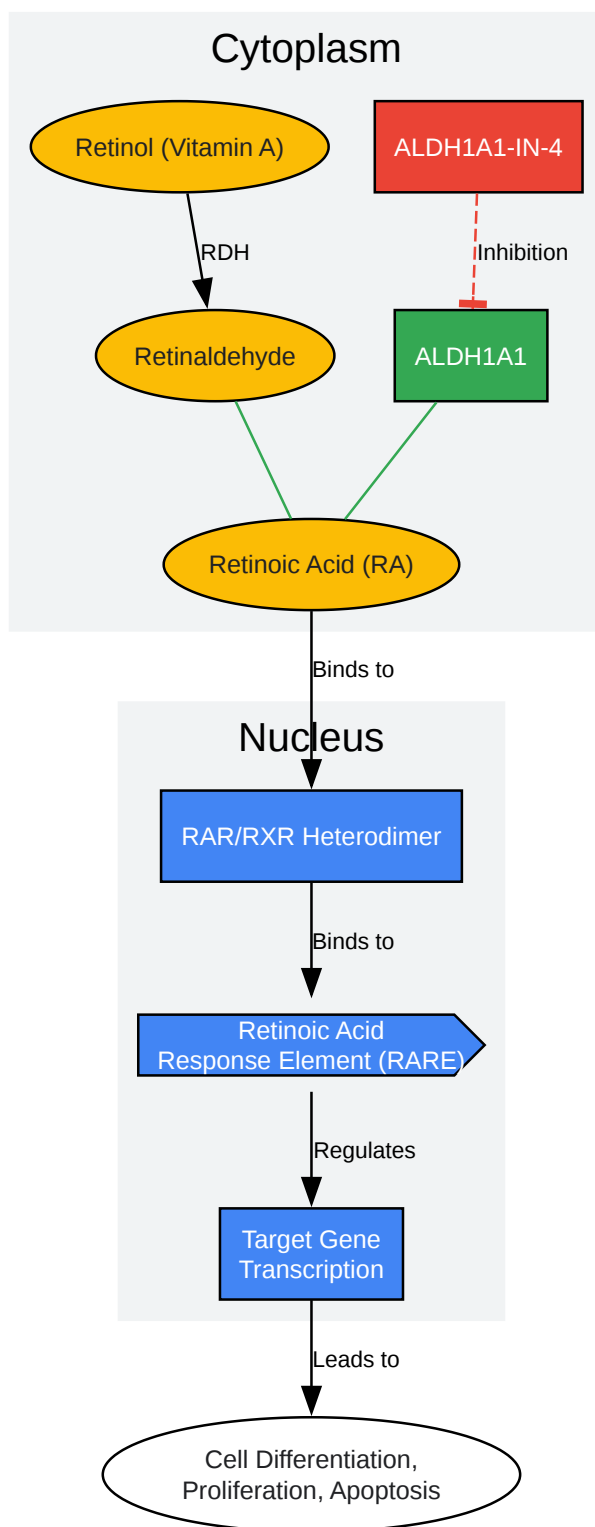 Cytoplasm
Retinol (Vitamin A)
ALDH1A1-IN-4
RDH
Inhibition
Retinaldehyde
ALDH1A1
Retinoic Acid (RA)
Binds to
Nucleus
RAR/RXR Heterodimer
Binds to
Retinoic Acid
Response Element (RARE)
Regulates
Target Gene
Transcription
Leads to
Cell Differentiation,
Proliferation, Apoptosis